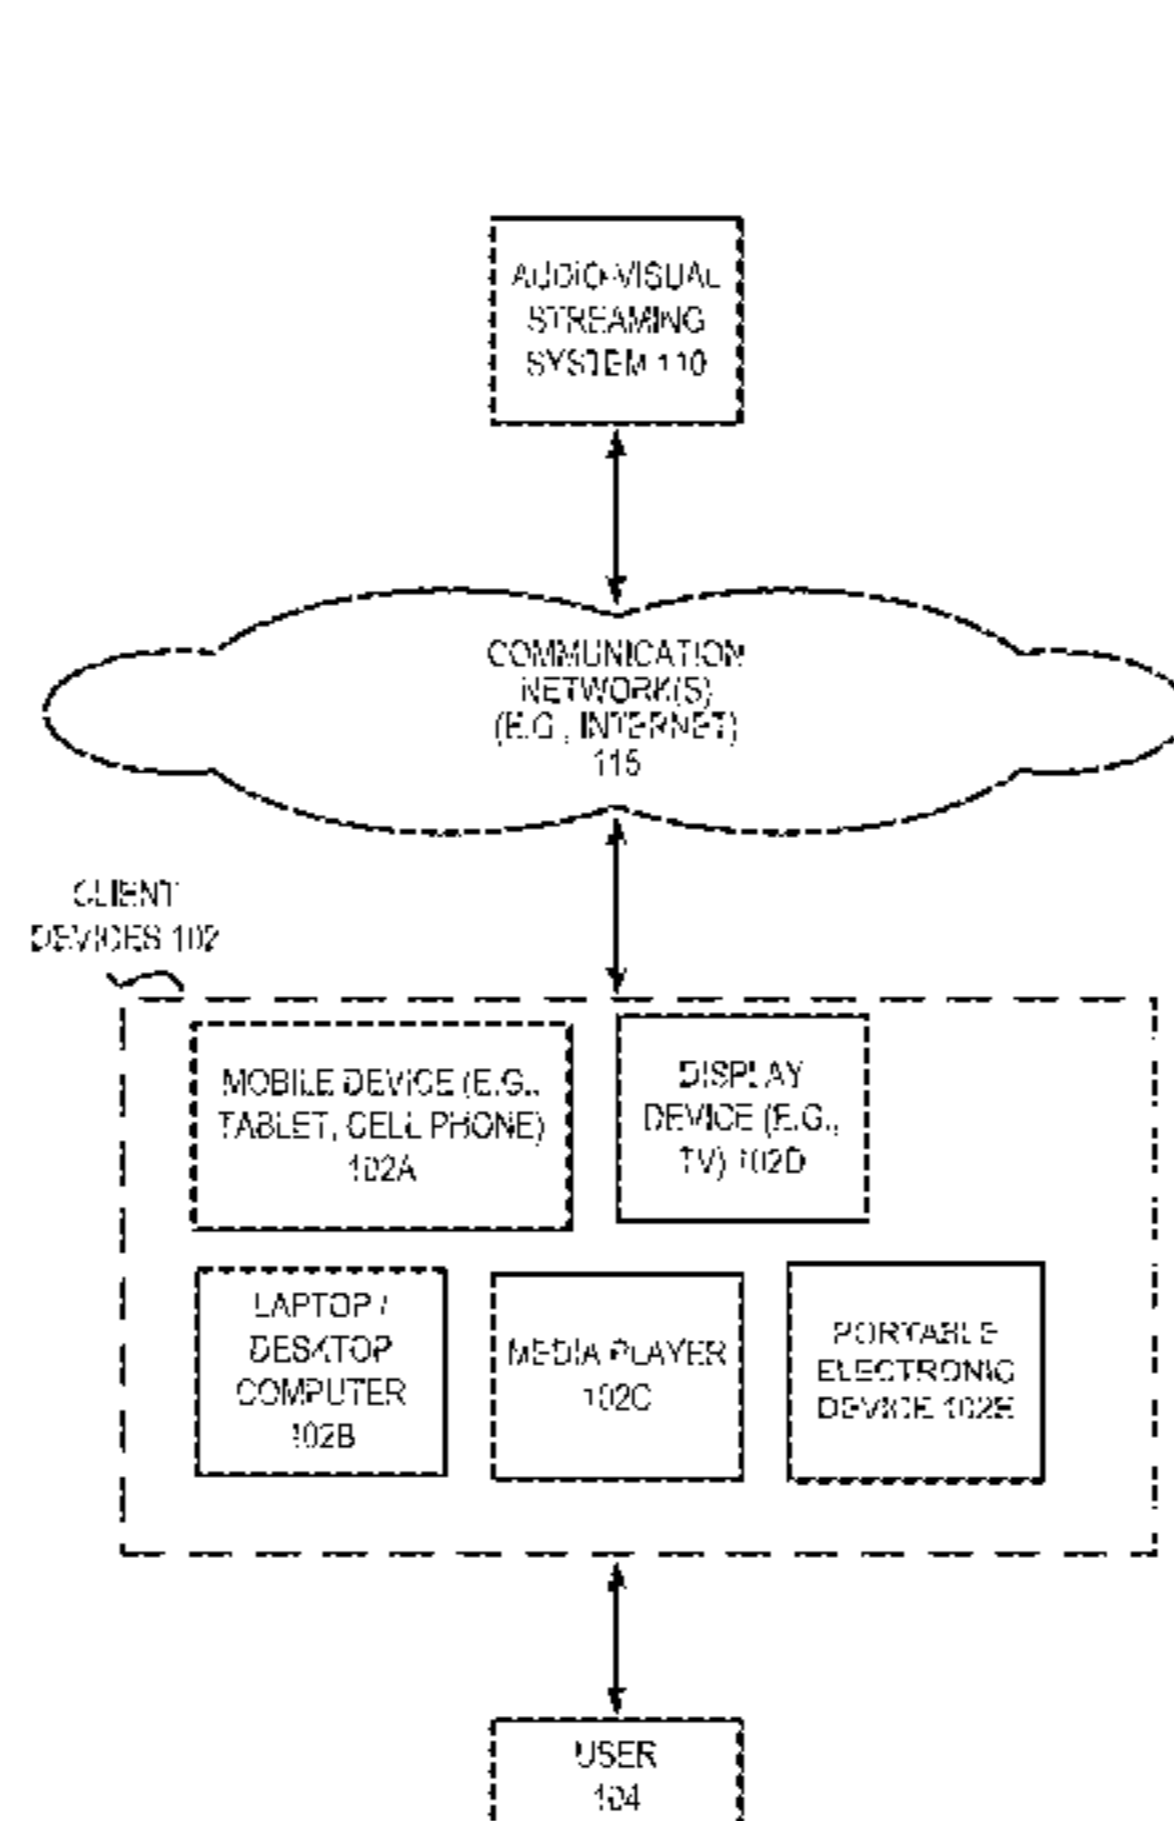 AUDIO-VISUAL
STREAMING
SYSTEM 110
COMMUNICATION
NETWORK(S)
(E.G., INTERNET)
115
CLIENT
DEVICES 102
MOBILE DEVICE (E.G.,
TABLET, CELL PHONE)
102A
DISPLAY
DEVICE (E.G.,
TV) 102D
LAPTOP /
DESKTOP
COMPUTER
102B
MEDIA PLAYER
102C
PORTABLE
ELECTRONIC
DEVICE 102E
USER
104